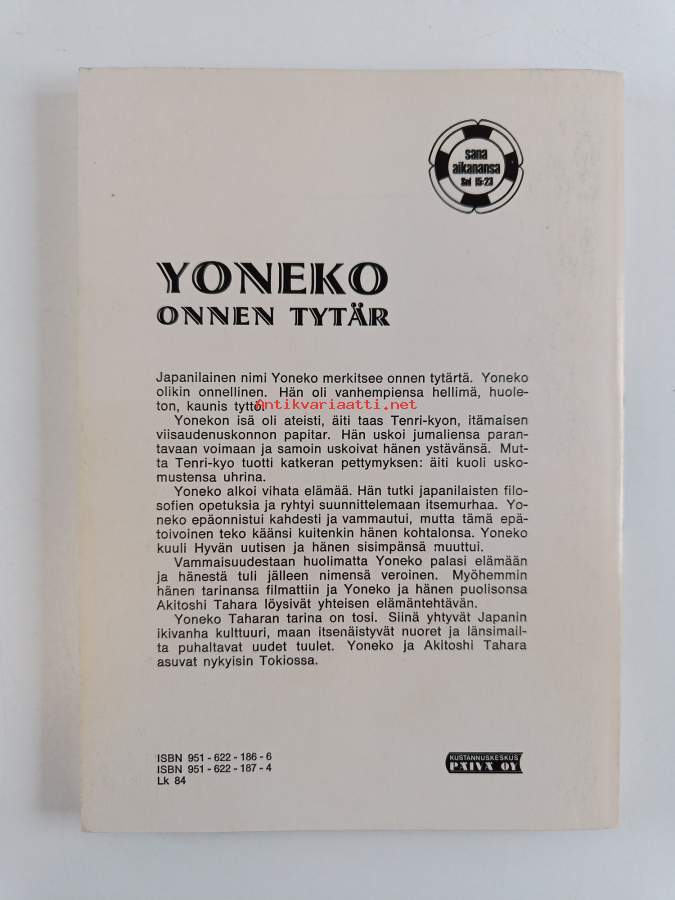 sana
aikanansa
Snl 15:23
YONEKO
ONNEN TYTÄR
Japanilainen nimi Yoneko merkitsee onnen tytärtä. Yoneko
olikin onnellinen. Hän oli vanhempiensa hellimä, huole-
ton, kaunis tyttö.
Antikvariaatti.net
Yonekon isä oli ateisti, äiti taas Tenri-kyon, itämaisen
viisaudenuskonnon papitar. Hän uskoi jumaliensa paran-
tavaan voimaan ja samoin uskoivat hänen ystävänsä. Mut-
ta Tenri-kyo tuotti katkeran pettymyksen: äiti kuoli usko-
mustensa uhrina.
Yoneko alkoi vihata elämää. Hän tutki japanilaisten filo-
sofien opetuksia ja ryhtyi suunnittelemaan itsemurhaa. Yo-
neko epäonnistui kahdesti ja vammautui, mutta tämä epä-
toivoinen teko käänsi kuitenkin hänen kohtalonsa. Yoneko
kuuli Hyvän uutisen ja hänen sisimpänsä muuttui.
Vammaisuudestaan huolimatta Yoneko palasi elämään
ja hänestä tuli jälleen nimensä veroinen. Myöhemmin
hänen tarinansa filmattiin ja Yoneko ja hänen puolisonsa
Akitoshi Tahara löysivät yhteisen elämäntehtävän.
Yoneko Taharan tarina on tosi. Siinä yhtyvät Japanin
ikivanha kulttuuri, maan itsenäistyvät nuoret ja länsimail-
ta puhaltavat uudet tuulet. Yoneko ja Akitoshi Tahara
asuvat nykyisin Tokiossa.
ISBN 951 - 622 - 186 - 6
ISBN 951 - 622 - 187 - 4
Lk 84
KUSTANNUSKESKUS
PÄIVÄ OY